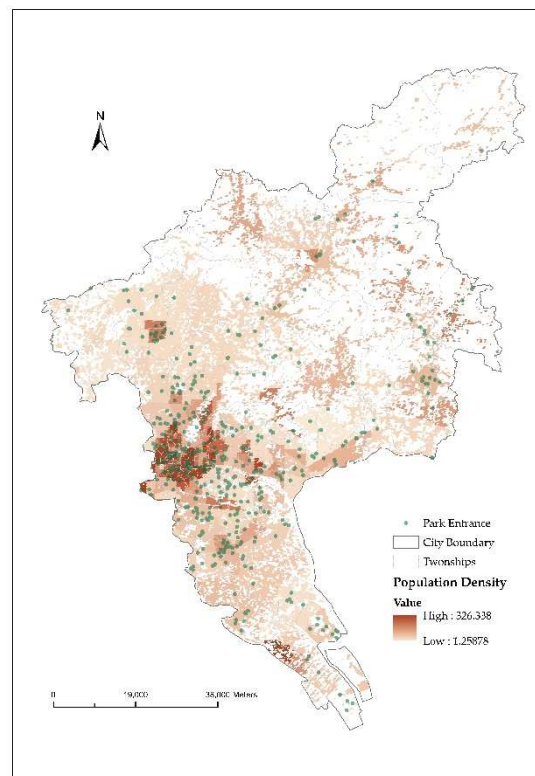 N
Park Entrance
City Boundary
Twonships
Population Density
Value
High : 326.338
Low : 1.25878
0 19,000 38,000 Meters